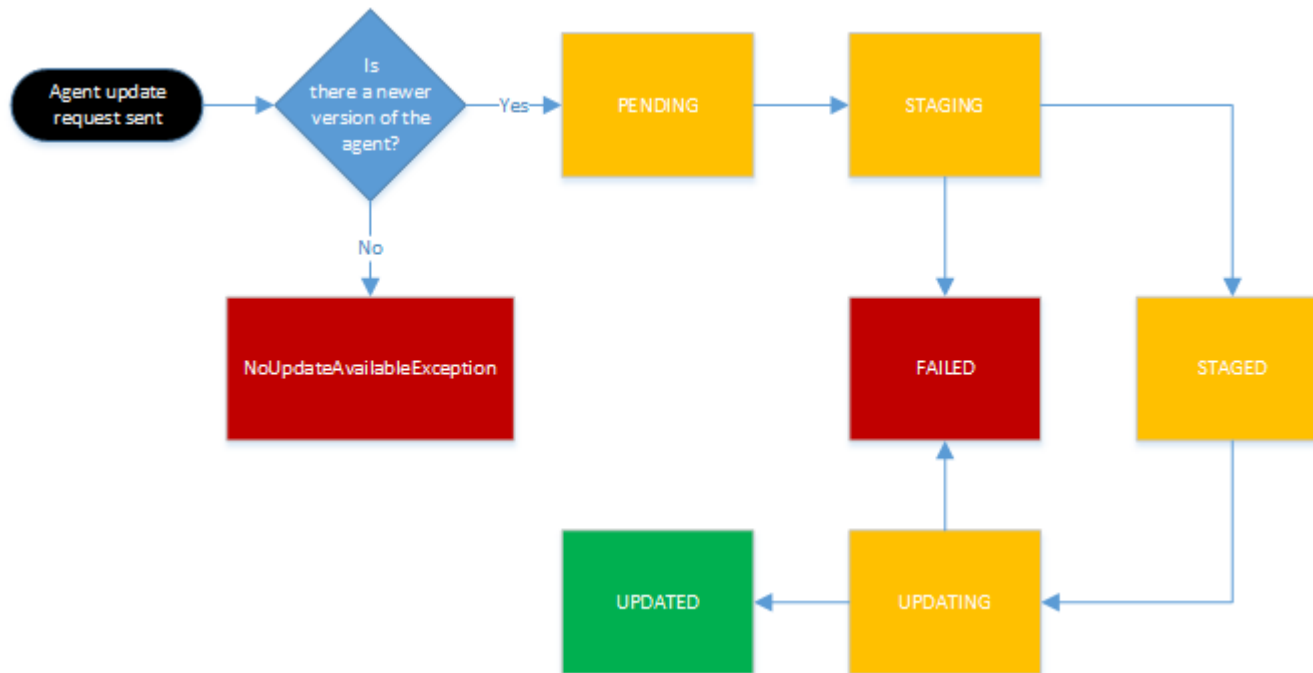 Agent update
request sent
Is
there a newer
version of the
agent?
Yes
PENDING
STAGING
No
NoUpdateAvailableException
FAILED
STAGED
UPDATED
UPDATING